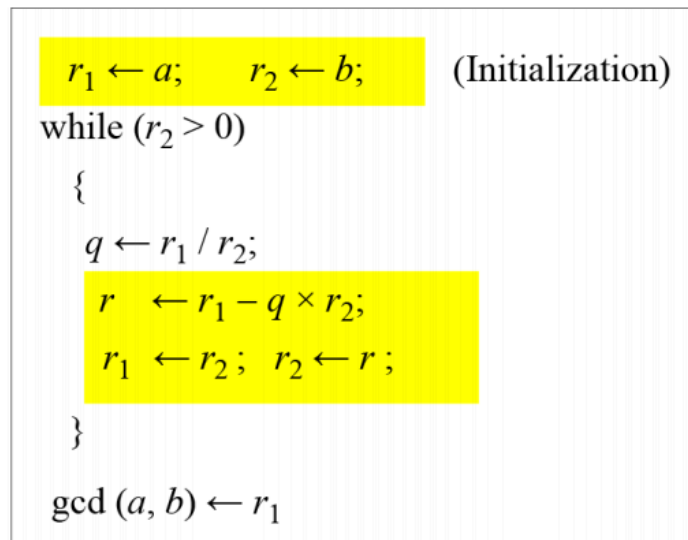 r₁ ← a; r₂ ← b; (Initialization)
while (r₂ > 0)
{
q ← r₁ / r₂;
r ← r₁ − q × r₂;
r₁ ← r₂ ; r₂ ← r ;
}
gcd (a, b) ← r₁